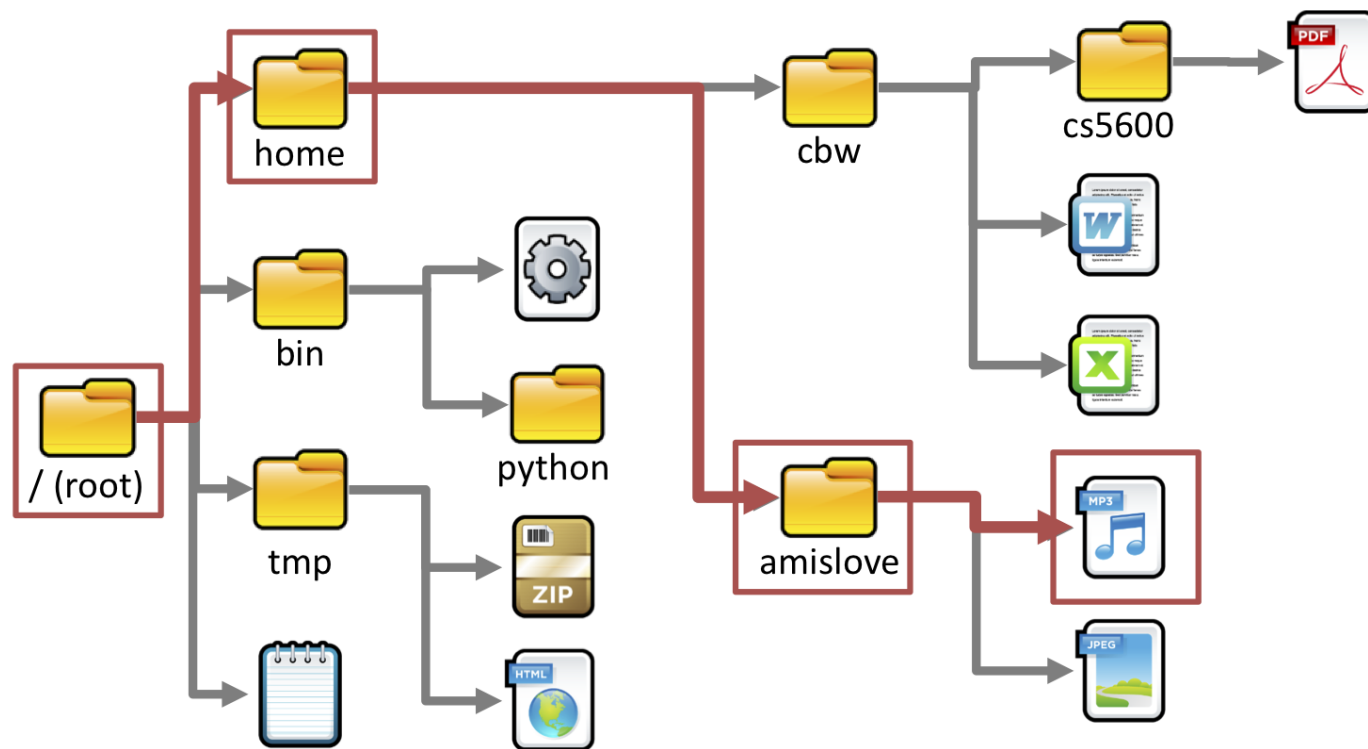 PDF
home
cbw
cs5600
W
bin
X
/ (root)
python
MP3
tmp
amislove
ZIP
JPEG
HTML